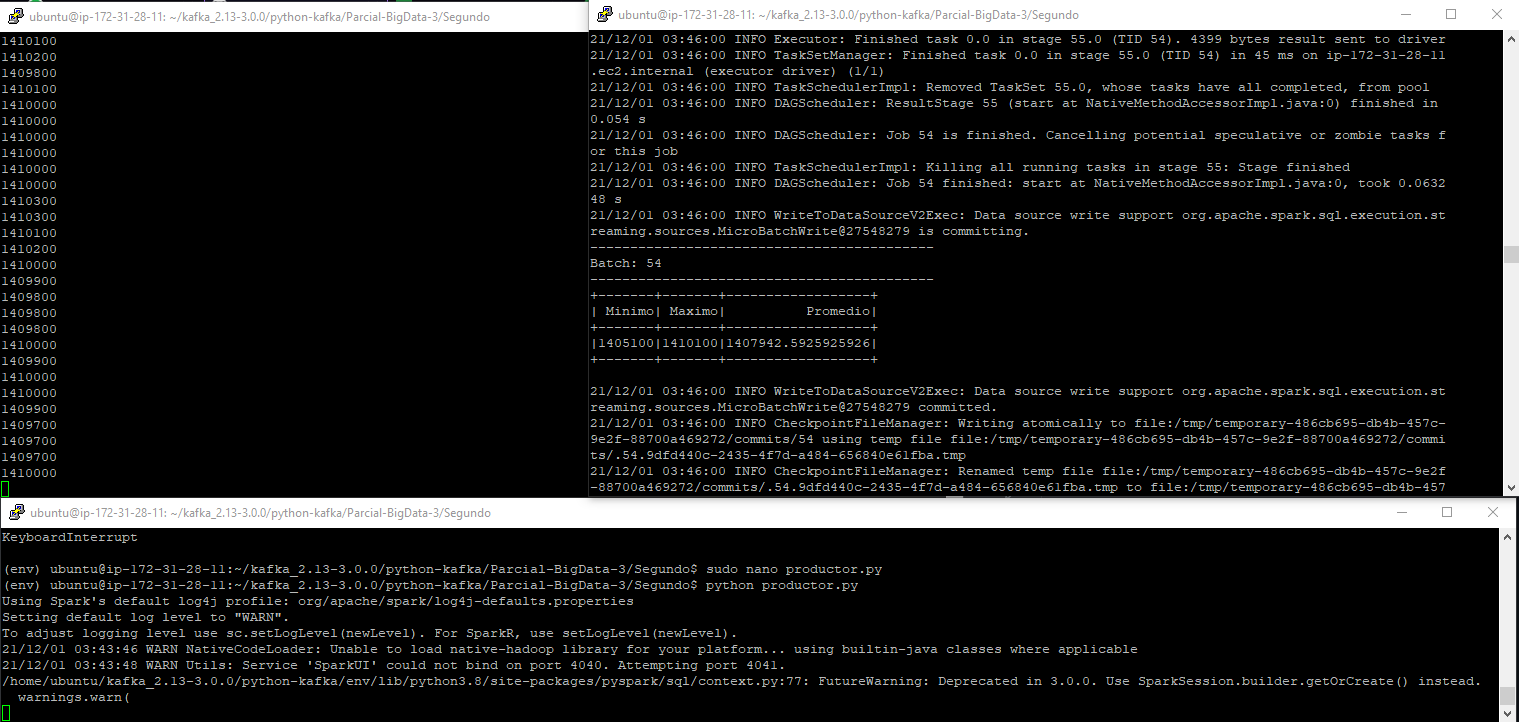 ubuntu@ip-172-31-28-11: ~/kafka_2.13-3.0.0/python-kafka/Parcial-BigData-3/Segundo
1410100
1410200
1409800
1410100
1410000
1410000
1410000
1410000
1410000
1410000
1410300
1410300
1410100
1410200
1410000
1409900
1409800
1409800
1409800
1410000
1409900
1410000
1410000
1409900
1409700
1409700
1409700
1410000
ubuntu@ip-172-31-28-11: ~/kafka_2.13-3.0.0/python-kafka/Parcial-BigData-3/Segundo
21/12/01 03:46:00 INFO Executor: Finished task 0.0 in stage 55.0 (TID 54). 4399 bytes result sent to driver
21/12/01 03:46:00 INFO TaskSetManager: Finished task 0.0 in stage 55.0 (TID 54) in 45 ms on ip-172-31-28-11
.ec2.internal (executor driver) (1/1)
21/12/01 03:46:00 INFO TaskSchedulerImpl: Removed TaskSet 55.0, whose tasks have all completed, from pool
21/12/01 03:46:00 INFO DAGScheduler: ResultStage 55 (start at NativeMethodAccessorImpl.java:0) finished in
0.054 s
21/12/01 03:46:00 INFO DAGScheduler: Job 54 is finished. Cancelling potential speculative or zombie tasks f
or this job
21/12/01 03:46:00 INFO TaskSchedulerImpl: Killing all running tasks in stage 55: Stage finished
21/12/01 03:46:00 INFO DAGScheduler: Job 54 finished: start at NativeMethodAccessorImpl.java:0, took 0.0632
48 s
21/12/01 03:46:00 INFO WriteToDataSourceV2Exec: Data source write support org.apache.spark.sql.execution.st
reaming.sources.MicroBatchWrite@27548279 is committing.
-------------------------------------------
Batch: 54
-------------------------------------------
+-------+-------+------------------+
| Minimo| Maximo|          Promedio|
+-------+-------+------------------+
|1405100|1410100|1407942.5925925926|
+-------+-------+------------------+
21/12/01 03:46:00 INFO WriteToDataSourceV2Exec: Data source write support org.apache.spark.sql.execution.st
reaming.sources.MicroBatchWrite@27548279 committed.
21/12/01 03:46:00 INFO CheckpointFileManager: Writing atomically to file:/tmp/temporary-486cb695-db4b-457c-
9e2f-88700a469272/commits/54 using temp file file:/tmp/temporary-486cb695-db4b-457c-9e2f-88700a469272/commi
ts/.54.9dfd440c-2435-4f7d-a484-656840e61fba.tmp
21/12/01 03:46:00 INFO CheckpointFileManager: Renamed temp file file:/tmp/temporary-486cb695-db4b-457c-9e2f
-88700a469272/commits/.54.9dfd440c-2435-4f7d-a484-656840e61fba.tmp to file:/tmp/temporary-486cb695-db4b-457
ubuntu@ip-172-31-28-11: ~/kafka_2.13-3.0.0/python-kafka/Parcial-BigData-3/Segundo
KeyboardInterrupt
(env) ubuntu@ip-172-31-28-11:~/kafka_2.13-3.0.0/python-kafka/Parcial-BigData-3/Segundo$ sudo nano productor.py
(env) ubuntu@ip-172-31-28-11:~/kafka_2.13-3.0.0/python-kafka/Parcial-BigData-3/Segundo$ python productor.py
Using Spark's default log4j profile: org/apache/spark/log4j-defaults.properties
Setting default log level to "WARN".
To adjust logging level use sc.setLogLevel(newLevel). For SparkR, use setLogLevel(newLevel).
21/12/01 03:43:46 WARN NativeCodeLoader: Unable to load native-hadoop library for your platform... using builtin-java classes where applicable
21/12/01 03:43:48 WARN Utils: Service 'SparkUI' could not bind on port 4040. Attempting port 4041.
/home/ubuntu/kafka_2.13-3.0.0/python-kafka/env/lib/python3.8/site-packages/pyspark/sql/context.py:77: FutureWarning: Deprecated in 3.0.0. Use SparkSession.builder.getOrCreate() instead.
  warnings.warn(